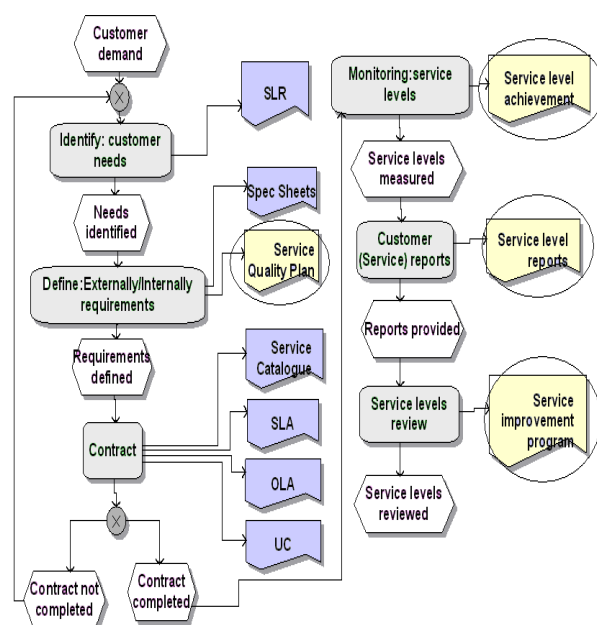 Customer
demand
X
Identify: customer
needs
SLR
Needs
identified
Spec Sheets
Service
Quality Plan
Define:Externally/Internally
requirements
Requirements
defined
Service
Catalogue
SLA
Contract
OLA
UC
X
Contract not
completed
Contract
completed
Monitoring:service
levels
Service level
achievement
Service levels
measured
Customer
(Service) reports
Service level
reports
Reports provided
Service levels
review
Service
improvement
program
Service levels
reviewed